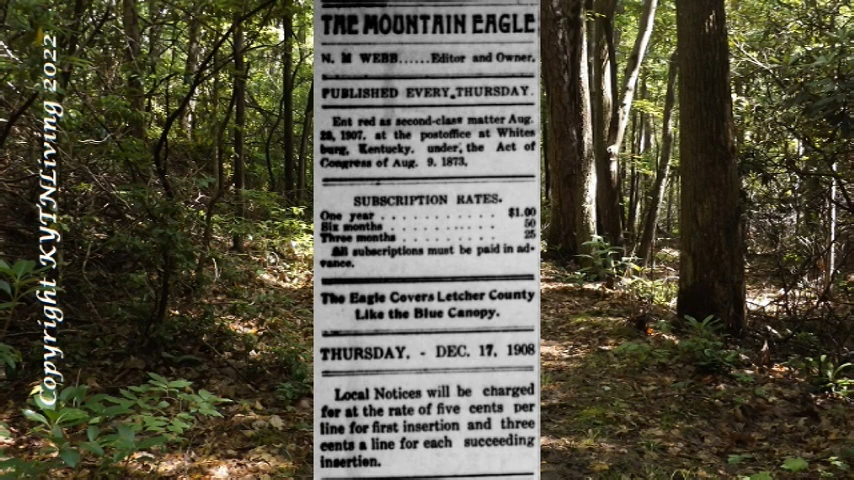 THE MOUNTAIN EAGLE
N. M WEBB......Editor and Owner.
PUBLISHED EVERY THURSDAY.
Ent red as second-class matter Aug.
28, 1907, at the postoffice at Whites
burg, Kentucky, under, the Act of
Congress of Aug. 9. 1873,
SUBSCRIPTION RATES.
One year . . . . . . . . . . $1.00
Six months . . . . . . . . . . 50
Three months . . . . . . . . . 25
All subscriptions must be paid in ad-
vance.
The Eagle Covers Letcher County
Like the Blue Canopy.
THURSDAY, - DEC. 17, 1908
Local Notices will be charged
for at the rate of five cents per
line for first insertion and three
cents a line for each succeeding
insertion.
Copyright KYTNLiving 2022